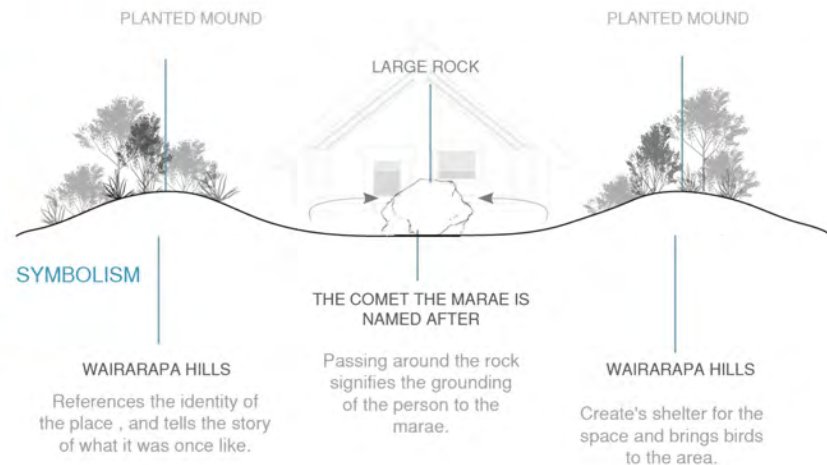 PLANTED MOUND
PLANTED MOUND
LARGE ROCK
SYMBOLISM
THE COMET THE MARAE IS
NAMED AFTER
WAIRARAPA HILLS
References the identity of
the place , and tells the story
of what it was once like.
Passing around the rock
signifies the grounding
of the person to the
marae.
WAIRARAPA HILLS
Create's shelter for the
space and brings birds
to the area.